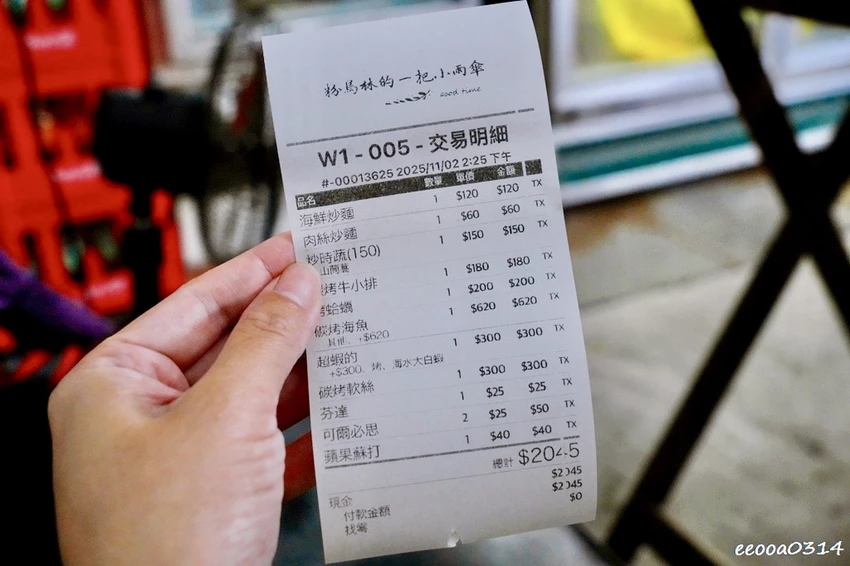 粉鳥林的一把小雨傘
good time
W1 - 005 - 交易明細
#-00013625 2025/11/02 2:25 下午
品名 數量 單價 金額
海鮮炒麵 1 $120 $120 TX
肉絲炒麵 1 $60 $60 TX
炒時蔬(150) 1 $150 $150 TX
山茼蒿
烤牛小排 1 $180 $180 TX
烤蛤蠣 1 $200 $200 TX
碳烤海魚 1 $620 $620 TX
其他、+$620
超蝦的 1 $300 $300 TX
+$300、烤、海水大白蝦
碳烤軟絲 1 $300 $300 TX
芬達 1 $25 $25 TX
可爾必思 2 $25 $50 TX
蘋果蘇打 1 $40 $40 TX
總計 $2045
現金 $2045
付款金額 $2045
找零 $0
eeooa0314